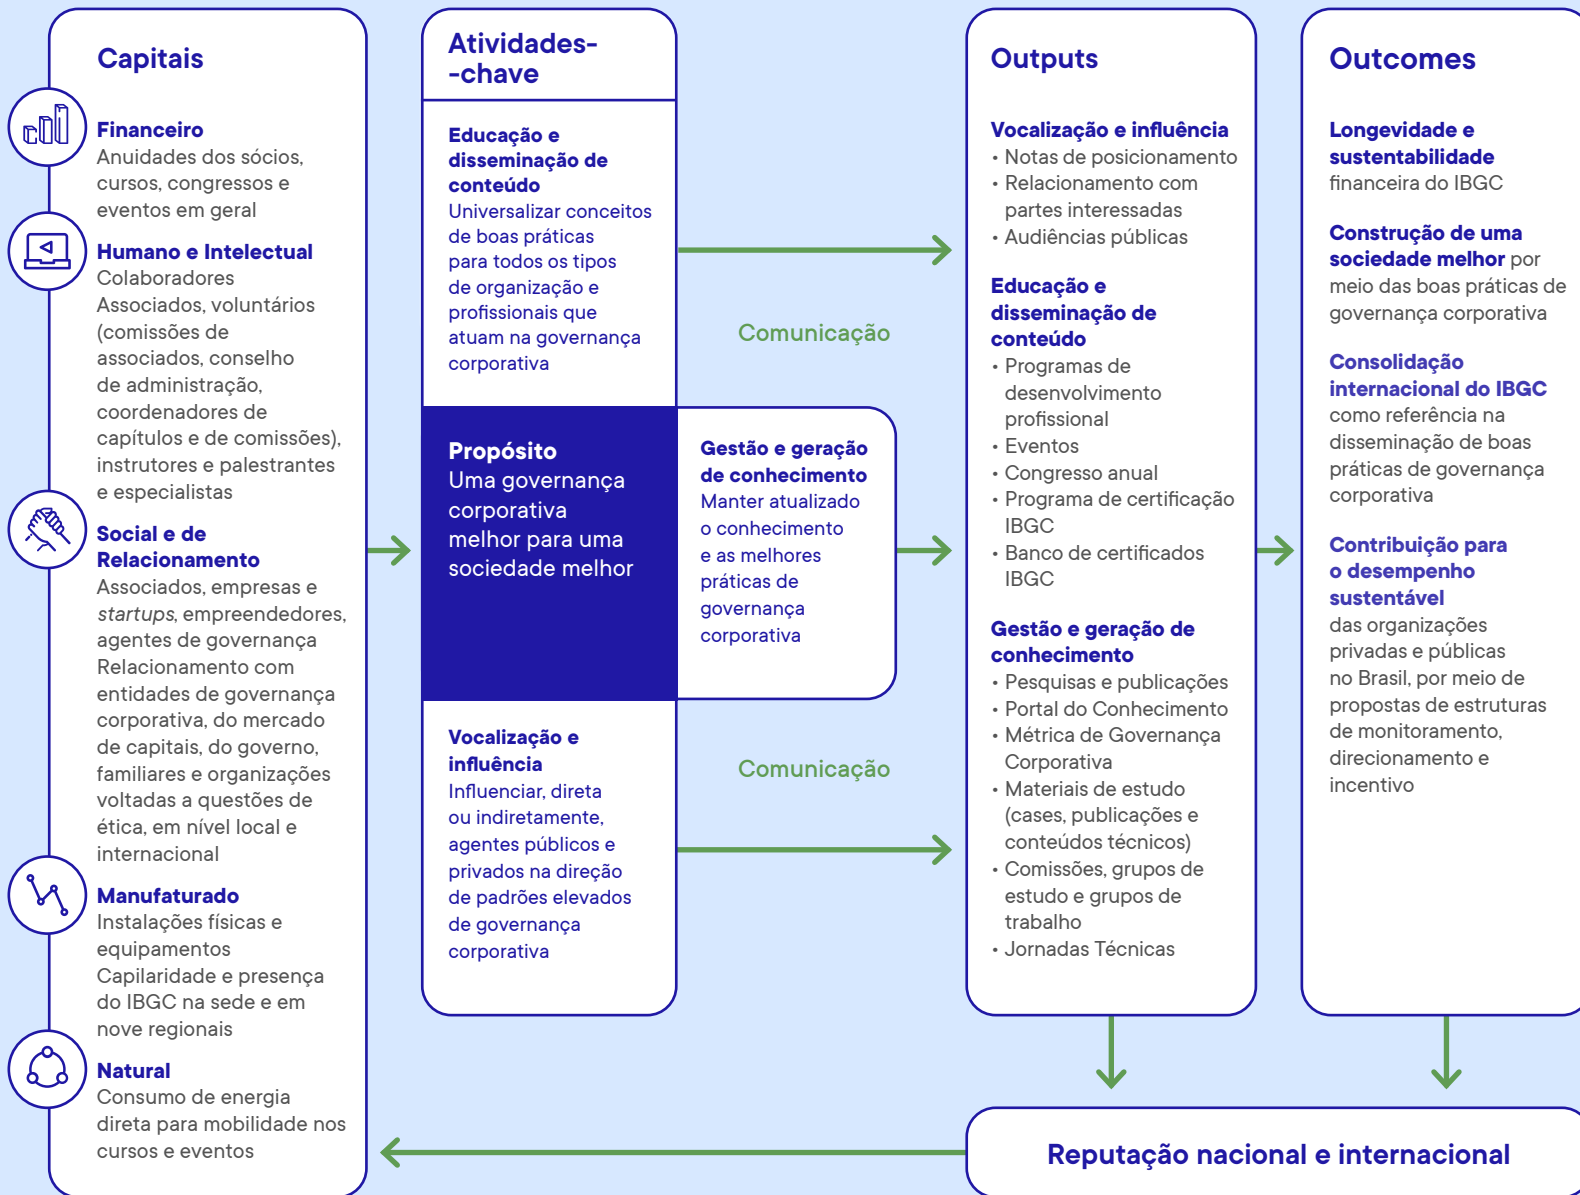 Capitais
Financeiro
Anuidades dos sócios,
cursos, congressos e
eventos em geral
Humano e Intelectual
Colaboradores
Associados, voluntários
(comissões de
associados, conselho
de administração,
coordenadores de
capítulos e de comissões),
instrutores e palestrantes
e especialistas
Social e de
Relacionamento
Associados, empresas e
startups, empreendedores,
agentes de governança
Relacionamento com
entidades de governança
corporativa, do mercado
de capitais, do governo,
familiares e organizações
voltadas a questões de
ética, em nível local e
internacional
Manufaturado
Instalações físicas e
equipamentos
Capilaridade e presença
do IBGC na sede e em
nove regionais
Natural
Consumo de energia
direta para mobilidade nos
cursos e eventos
Atividades-
-chave
Educação e
disseminação de
conteúdo
Universalizar conceitos
de boas práticas
para todos os tipos
de organização e
profissionais que
atuam na governança
corporativa
Propósito
Uma governança
corporativa
melhor para uma
sociedade melhor
Gestão e geração
de conhecimento
Manter atualizado
o conhecimento
e as melhores
práticas de
governança
corporativa
Vocalização e
influência
Influenciar, direta
ou indiretamente,
agentes públicos e
privados na direção
de padrões elevados
de governança
corporativa
Comunicação
Comunicação
Outputs
Vocalização e influência
• Notas de posicionamento
• Relacionamento com
partes interessadas
• Audiências públicas
Educação e
disseminação de
conteúdo
• Programas de
desenvolvimento
profissional
• Eventos
• Congresso anual
• Programa de certificação
IBGC
• Banco de certificados
IBGC
Gestão e geração de
conhecimento
• Pesquisas e publicações
• Portal do Conhecimento
• Métrica de Governança
Corporativa
• Materiais de estudo
(cases, publicações e
conteúdos técnicos)
• Comissões, grupos de
estudo e grupos de
trabalho
• Jornadas Técnicas
Outcomes
Longevidade e
sustentabilidade
financeira do IBGC
Construção de uma
sociedade melhor por
meio das boas práticas de
governança corporativa
Consolidação
internacional do IBGC
como referência na
disseminação de boas
práticas de governança
corporativa
Contribuição para
o desempenho
sustentável
das organizações
privadas e públicas
no Brasil, por meio de
propostas de estruturas
de monitoramento,
direcionamento e
incentivo
Reputação nacional e internacional